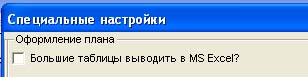 Специальные настройки
Оформление плана
Большие таблицы выводить в MS Excel?